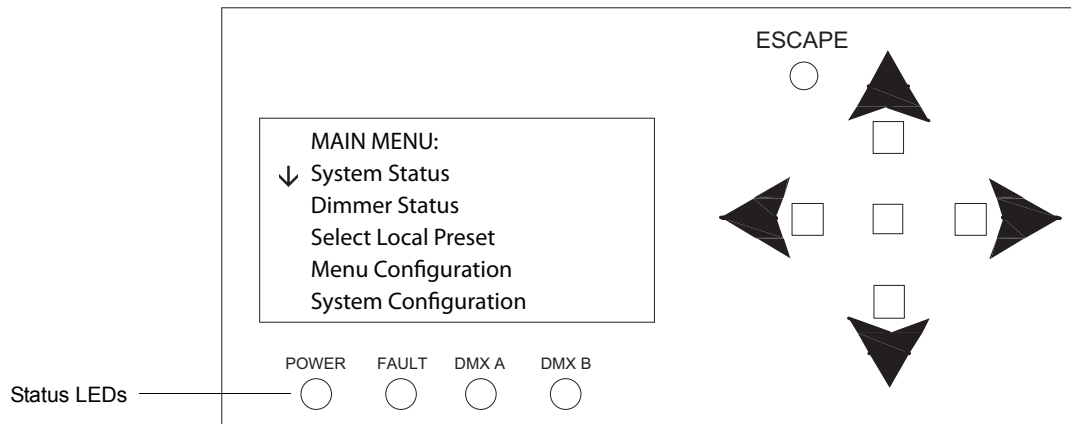 ESCAPE
MAIN MENU:
↓ System Status
Dimmer Status
Select Local Preset
Menu Configuration
System Configuration
POWER FAULT DMX A DMX B
Status LEDs